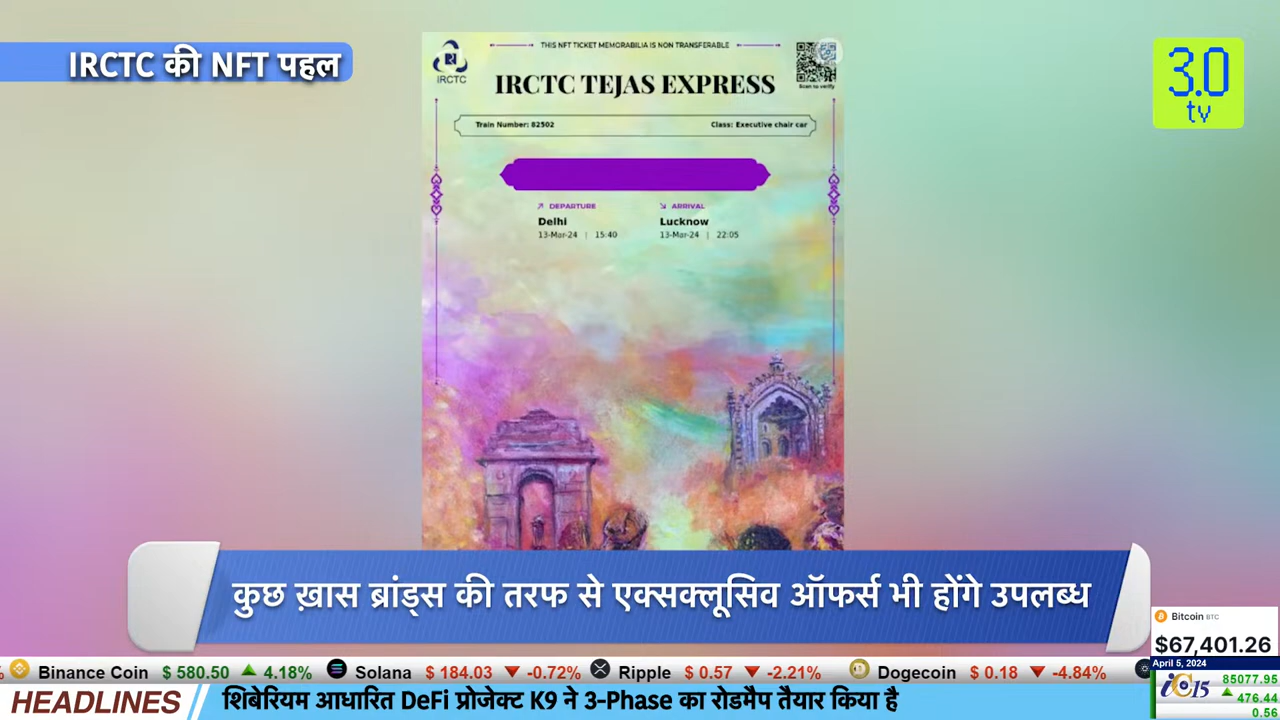 IRCTC की NFT पहल
THIS NFT TICKET MEMORABILIA IS NON TRANSFERABLE
IRCTC
Scan to verify
IRCTC TEJAS EXPRESS
Train Number: 82502 Class: Executive chair car
DEPARTURE ARRIVAL
Delhi Lucknow
13-Mar-24 | 15:40 13-Mar-24 | 22:05
3.0
tv
कुछ ख़ास ब्रांड्स की तरफ से एक्सक्लूसिव ऑफर्स भी होंगे उपलब्ध
Bitcoin BTC
$67,401.26
% Binance Coin $ 580.50 4.18% Solana $ 184.03 -0.72% Ripple $ 0.57 -2.21% Dogecoin $ 0.18 -4.84%
April 5, 2024
HEADLINES शिबेरियम आधारित DeFi प्रोजेक्ट K9 ने 3-Phase का रोडमैप तैयार किया है
iC15
85077.95
476.44
0.56